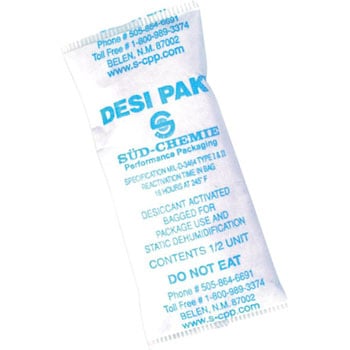 Phone # 505-864-6691
Toll Free # 1-800-989-3374
BELEN, N.M. 87002
www.s-cpp.com
DESI PAK
S
SÜD-CHEMIE
Performance Packaging
SPECIFICATION MIL-D-3464 TYPE I & II
REACTIVATION TIME IN BAG
16 HOURS AT 245° F
DESICCANT ACTIVATED
BAGGED FOR
PACKAGE USE AND
STATIC DEHUMIDIFICATION
CONTENTS 1/2 UNIT
DO NOT EAT
Phone # 505-864-6691
Toll Free # 1-800-989-3374
BELEN, N.M. 87002
www.s-cpp.com